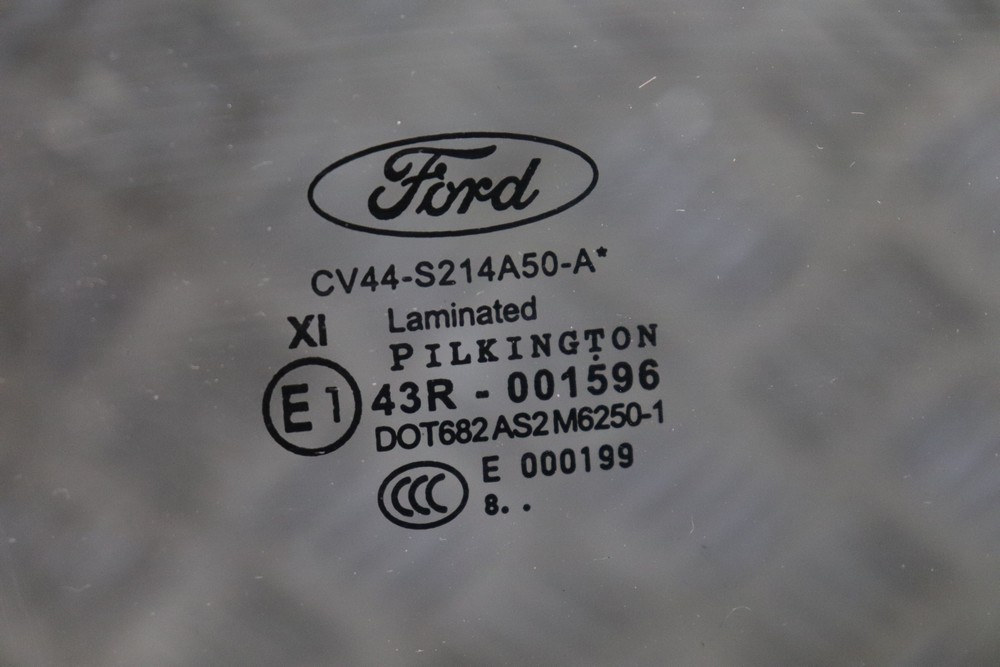 Ford
CV44-S214A50-A*
XI Laminated
PILKINGTON
E1 43R - 001596
DOT682 AS2 M6250-1
CCC E 000199
8. .